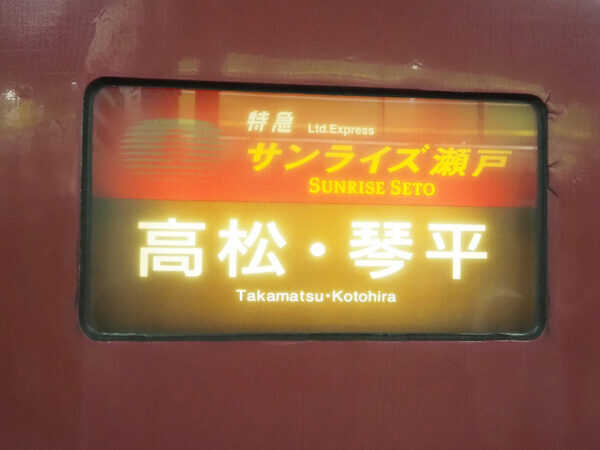 特急 Ltd.Express
サンライズ瀬戸
SUNRISE SETO
高松・琴平
Takamatsu・Kotohira